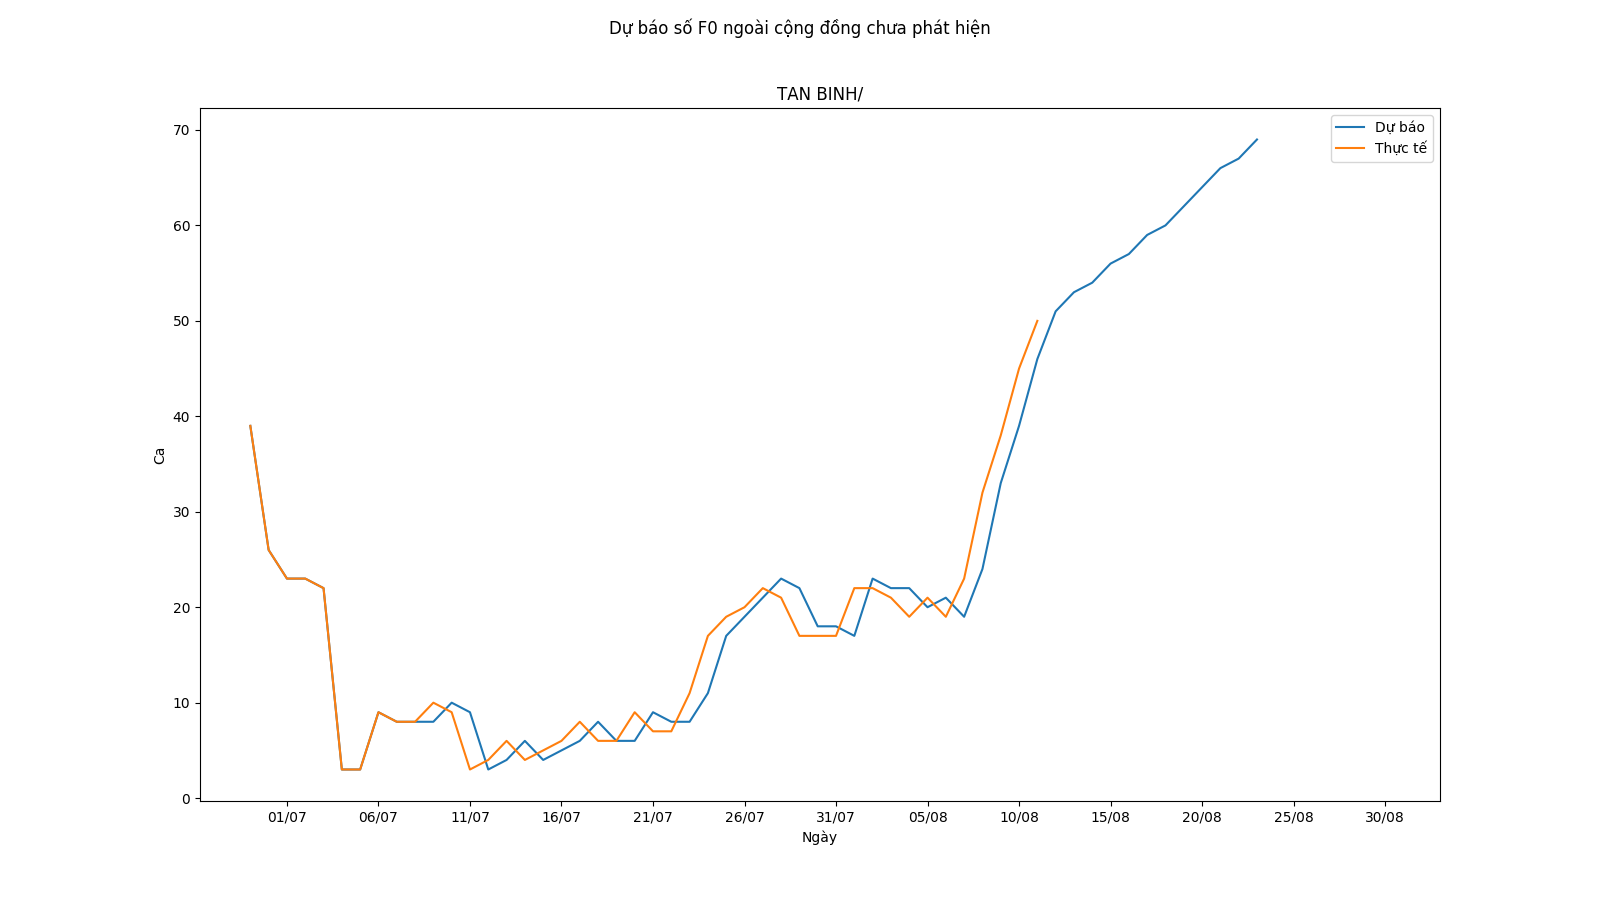 Dự báo số F0 ngoài cộng đồng chưa phát hiện
TAN BINH/
Dự báo
Thực tế
70
60
50
40
30
20
10
0
Ca
01/07 06/07 11/07 16/07 21/07 26/07 31/07 05/08 10/08 15/08 20/08 25/08 30/08
Ngày